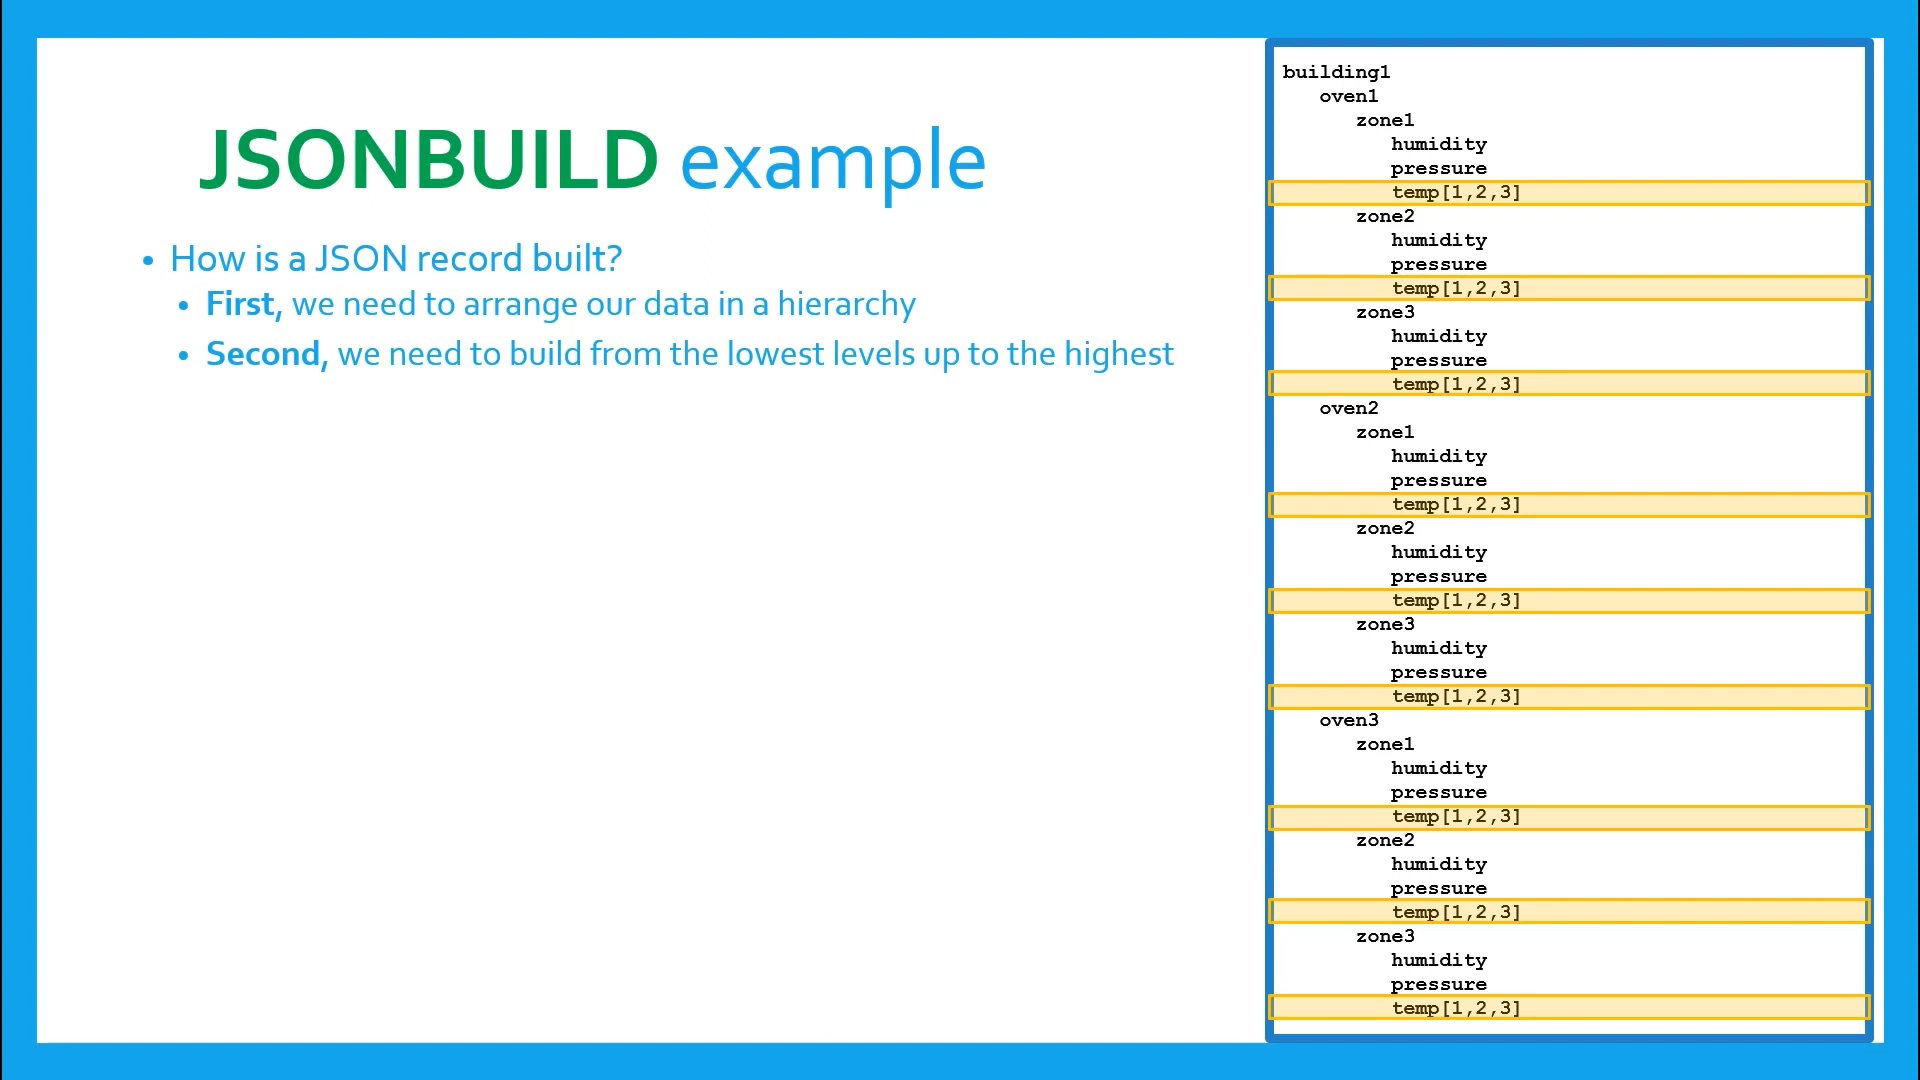 JSONBUILD example
• How is a JSON record built?
• First, we need to arrange our data in a hierarchy
• Second, we need to build from the lowest levels up to the highest
building1
oven1
zone1
humidity
pressure
temp[1,2,3]
zone2
humidity
pressure
temp[1,2,3]
zone3
humidity
pressure
temp[1,2,3]
oven2
zone1
humidity
pressure
temp[1,2,3]
zone2
humidity
pressure
temp[1,2,3]
zone3
humidity
pressure
temp[1,2,3]
oven3
zone1
humidity
pressure
temp[1,2,3]
zone2
humidity
pressure
temp[1,2,3]
zone3
humidity
pressure
temp[1,2,3]